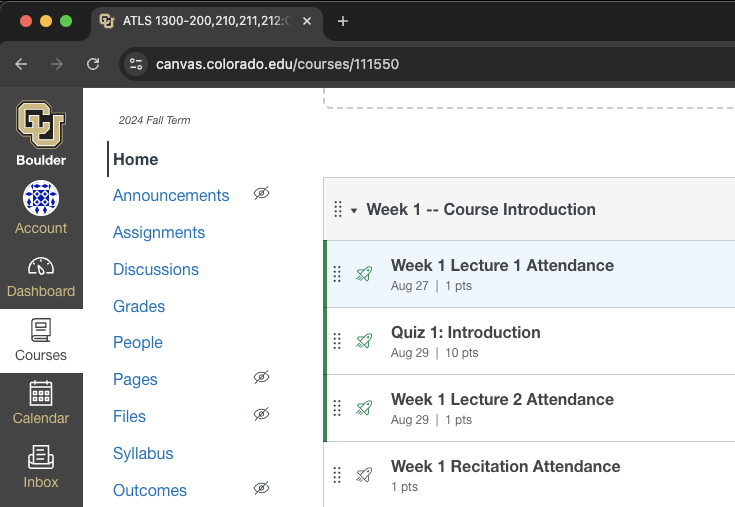 ATLS 1300-200,210,211,212:
canvas.colorado.edu/courses/111550
CU
Boulder
Account
Dashboard
Courses
Calendar
Inbox
2024 Fall Term
Home
Announcements
Assignments
Discussions
Grades
People
Pages
Files
Syllabus
Outcomes
Week 1 -- Course Introduction
Week 1 Lecture 1 Attendance
Aug 27 | 1 pts
Quiz 1: Introduction
Aug 29 | 10 pts
Week 1 Lecture 2 Attendance
Aug 29 | 1 pts
Week 1 Recitation Attendance
1 pts